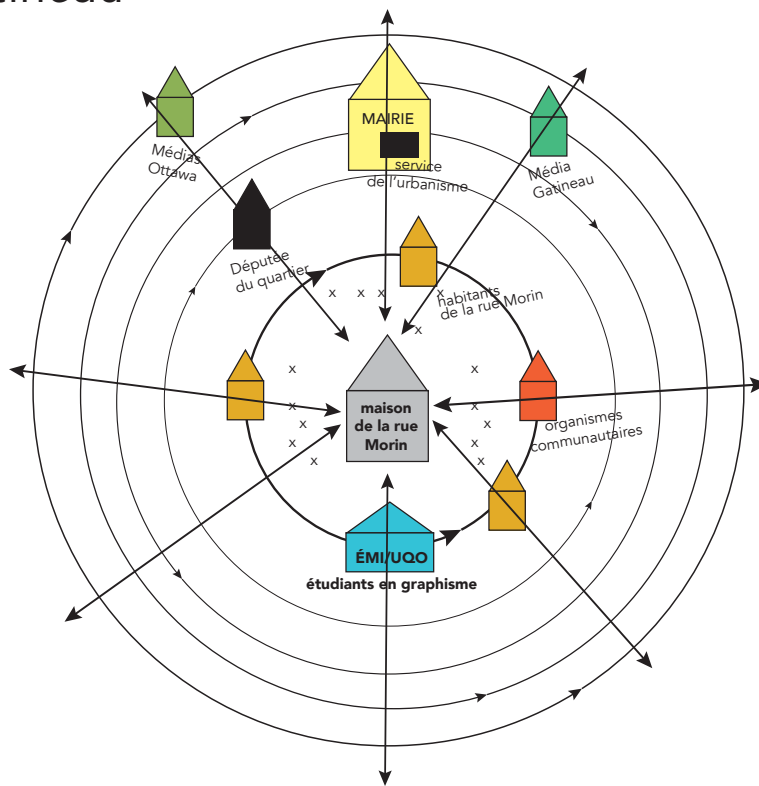 MAIRIE
service
de l'urbanisme
Médias
Ottawa
Média
Gatineau
Députée
du quartier
habitants
de la rue Morin
x x x x
x
x x
x x
x x
x x
x x
maison
de la rue
Morin
organismes
communautaires
ÉMI/UQO
étudiants en graphisme